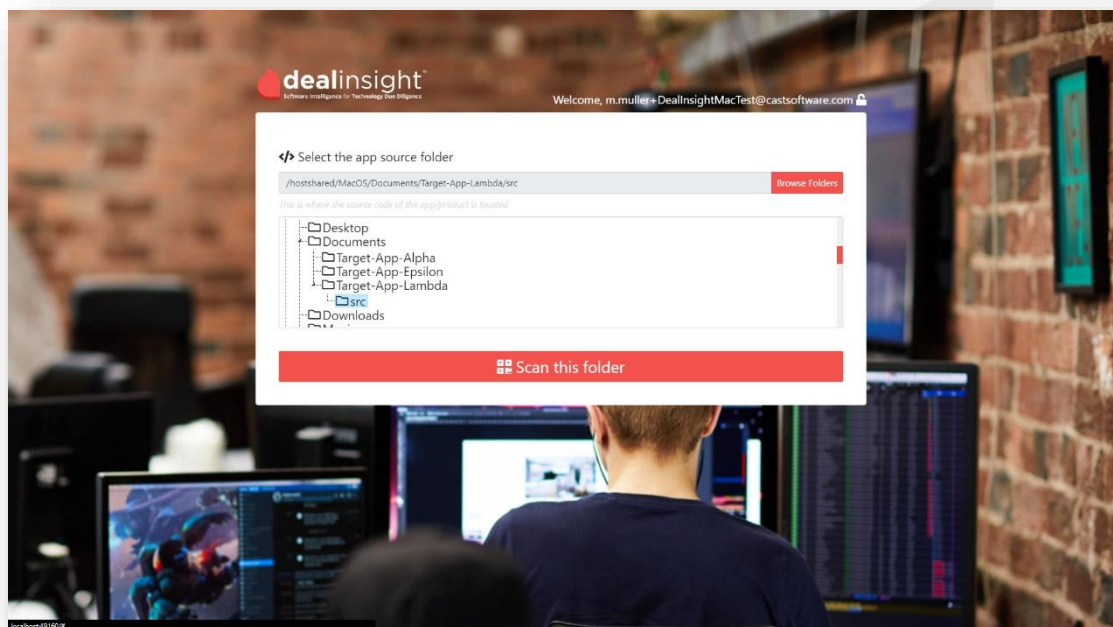 dealinsight™
Software Intelligence for Technology Due Diligence
Welcome, m.muller+DealInsightMacTest@castsoftware.com
</> Select the app source folder
/hostshared/MacOS/Documents/Target-App-Lambda/src
Browse Folders
This is where the source code of the app/product is located
Desktop
Documents
Target-App-Alpha
Target-App-Epsilon
Target-App-Lambda
src
Downloads
Scan this folder